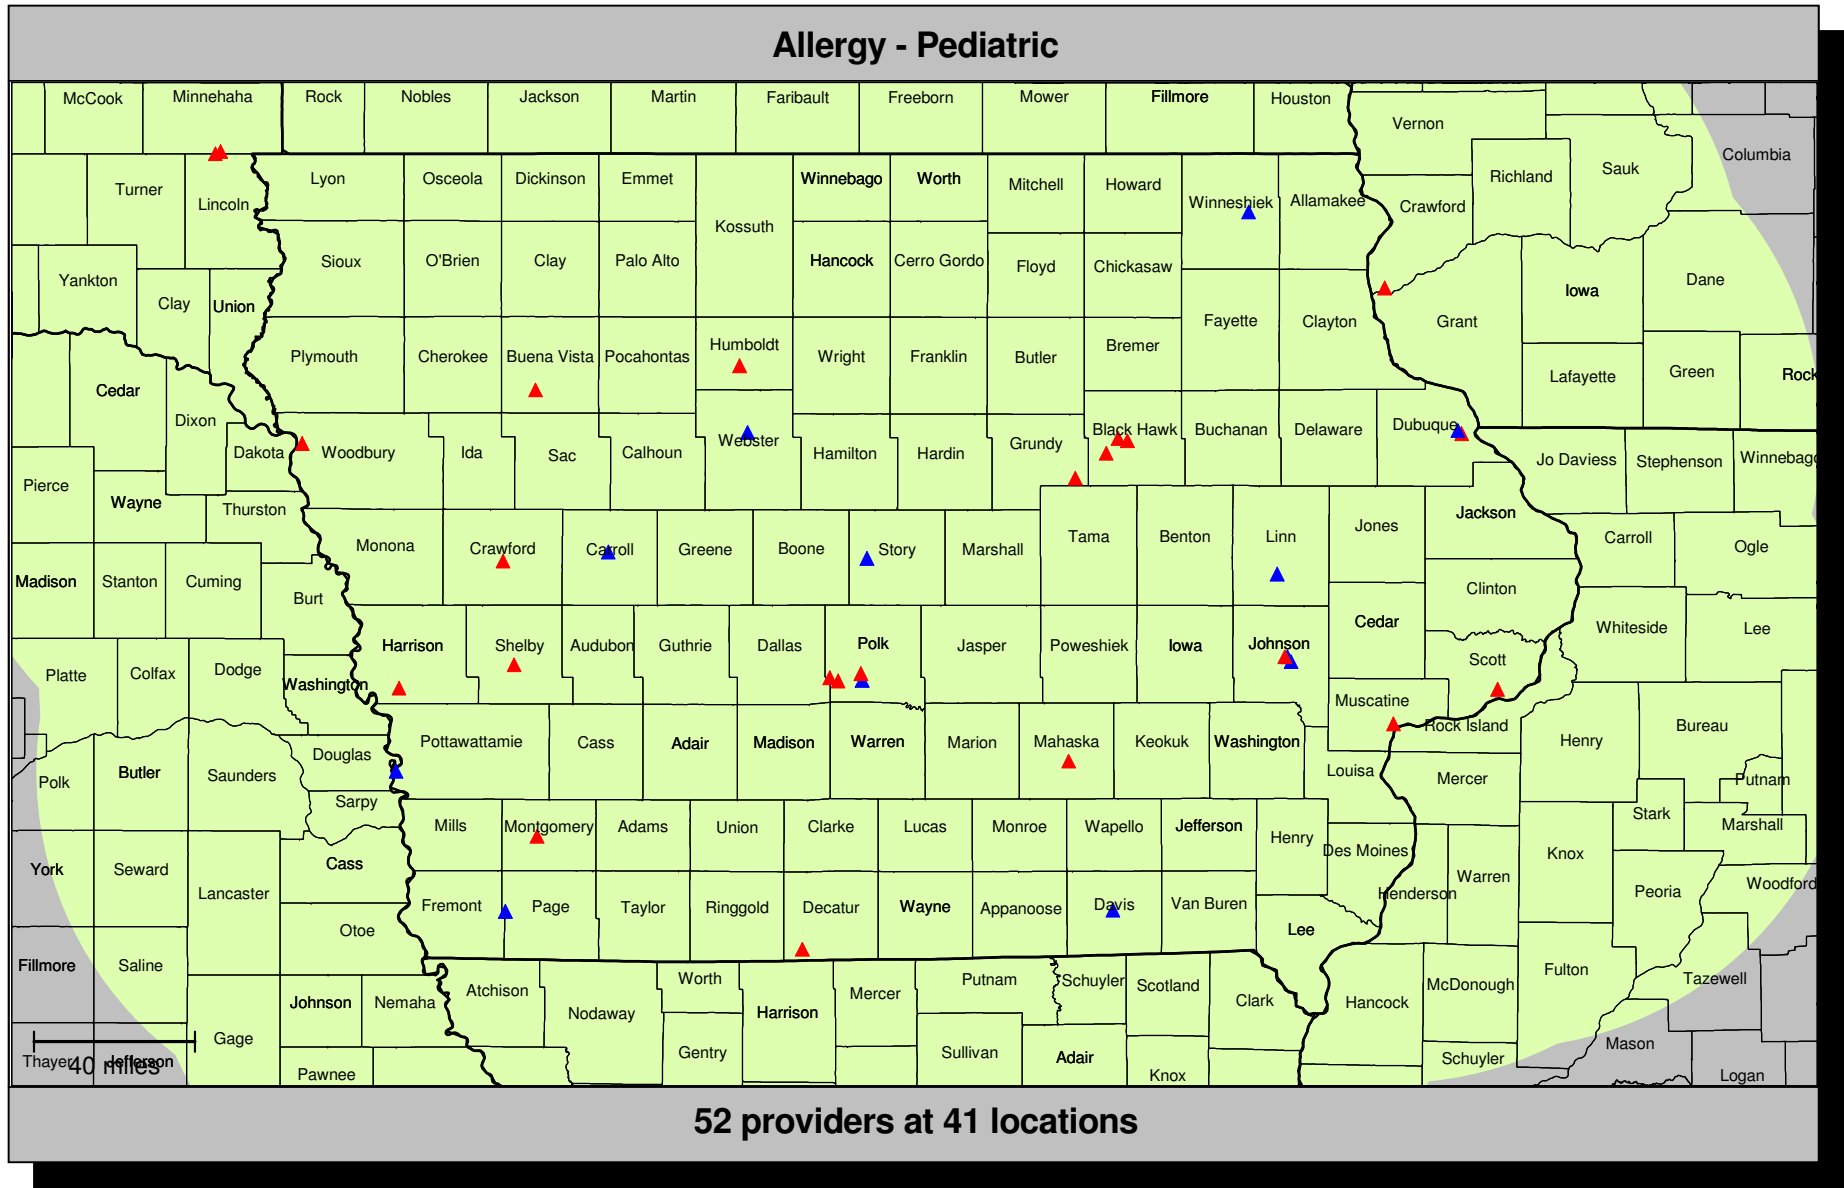 Allergy - Pediatric
McCook Minnehaha Rock Nobles Jackson Martin Faribault Freeborn Mower Fillmore Houston
Vernon
Columbia
Turner Lyon Osceola Dickinson Emmet Winnebago Worth Mitchell Howard Richland Sauk
Lincoln Winneshiek Allamakee Crawford
Kossuth
Yankton Sioux O'Brien Clay Palo Alto Hancock Cerro Gordo Floyd Chickasaw Iowa Dane
Clay Union
Fayette Clayton Grant
Plymouth Cherokee Buena Vista Pocahontas Humboldt Wright Franklin Butler Bremer
Lafayette Green Rock
Cedar
Dixon
Dakota Woodbury Ida Sac Calhoun Webster Hamilton Hardin Grundy Black Hawk Buchanan Delaware Dubuque
Jo Daviess Stephenson Winnebago
Pierce
Wayne Thurston
Jackson
Monona Crawford Carroll Greene Boone Story Marshall Tama Benton Linn Jones Carroll Ogle
Madison Stanton Cuming
Burt Clinton
Cedar Whiteside Lee
Harrison Shelby Audubon Guthrie Dallas Polk Jasper Poweshiek Iowa Johnson
Scott
Platte Colfax Dodge
Washington
Muscatine
Rock Island Bureau
Pottawattamie Cass Adair Madison Warren Marion Mahaska Keokuk Washington Henry
Douglas
Polk Butler Saunders Louisa Mercer Putnam
Sarpy
Mills Montgomery Adams Union Clarke Lucas Monroe Wapello Jefferson Henry Stark Marshall
Des Moines Knox
York Seward Cass
Lancaster Henderson Warren Peoria Woodford
Fremont Page Taylor Ringgold Decatur Wayne Appanoose Davis Van Buren
Otoe Lee
Fillmore Saline
Atchison Worth Mercer Putnam Schuyler Scotland McDonough Fulton Tazewell
Johnson Nemaha Nodaway Harrison Clark Hancock
Gage Gentry Sullivan Adair Schuyler Mason
Thayer Jefferson
40 miles
Pawnee Knox Logan
52 providers at 41 locations